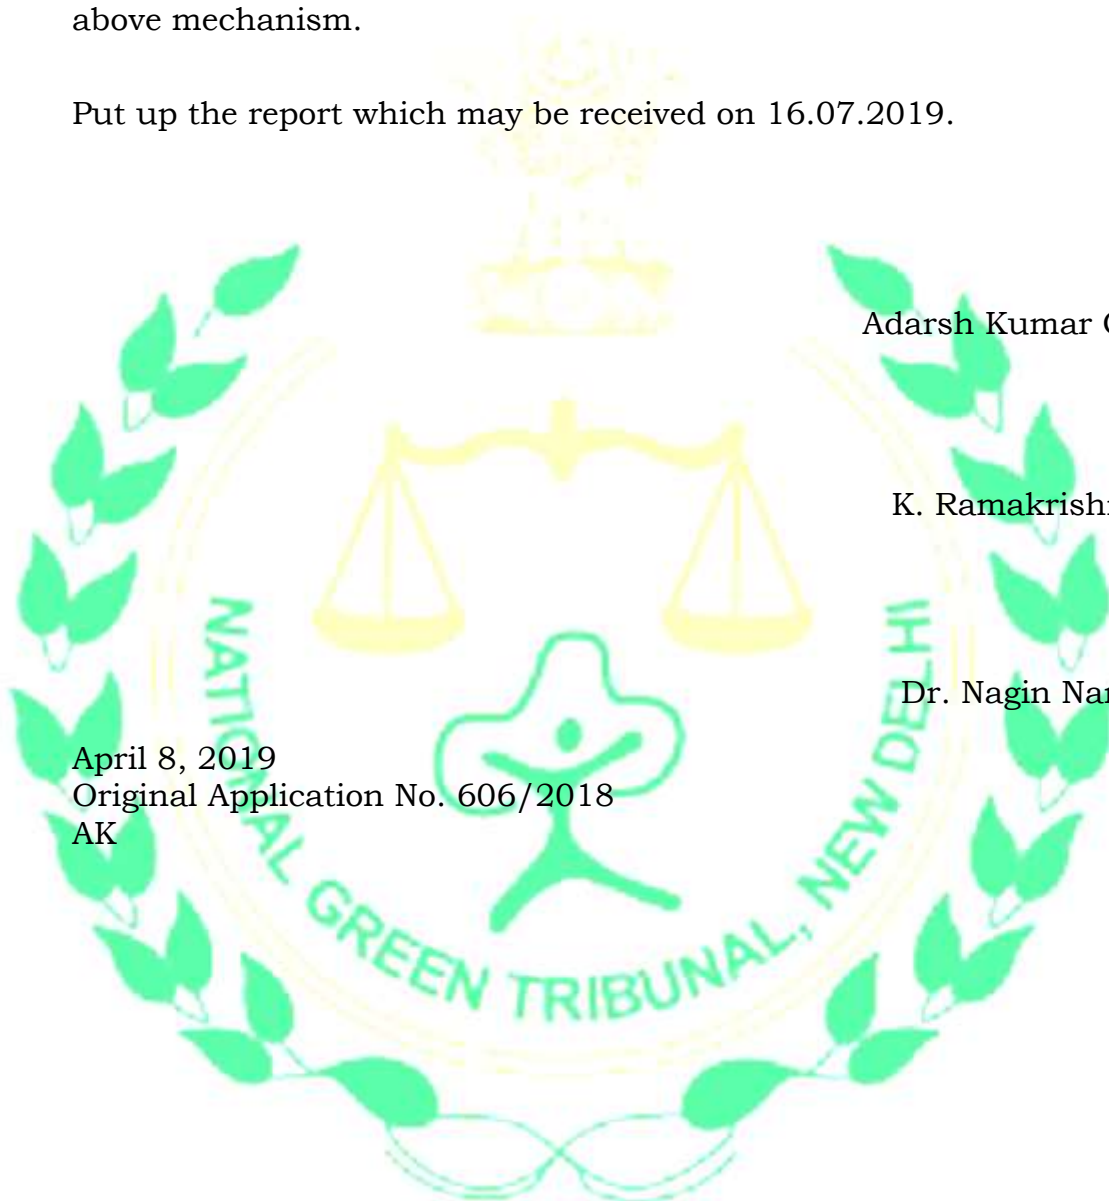 above mechanism.
Put up the report which may be received on 16.07.2019.
Adarsh Kumar
K. Ramakrish
Dr. Nagin
April 8, 2019
Original Application No. 606/2018
AK
NATIONAL GREEN TRIBUNAL, NEW DELHI